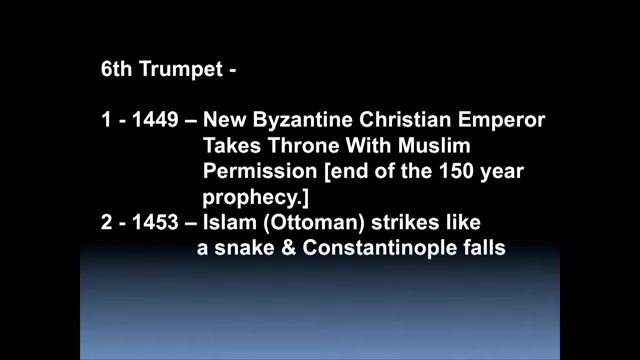 6th Trumpet -
1 - 1449 – New Byzantine Christian Emperor
Takes Throne With Muslim
Permission [end of the 150 year
prophecy.]
2 - 1453 – Islam (Ottoman) strikes like
a snake & Constantinople falls